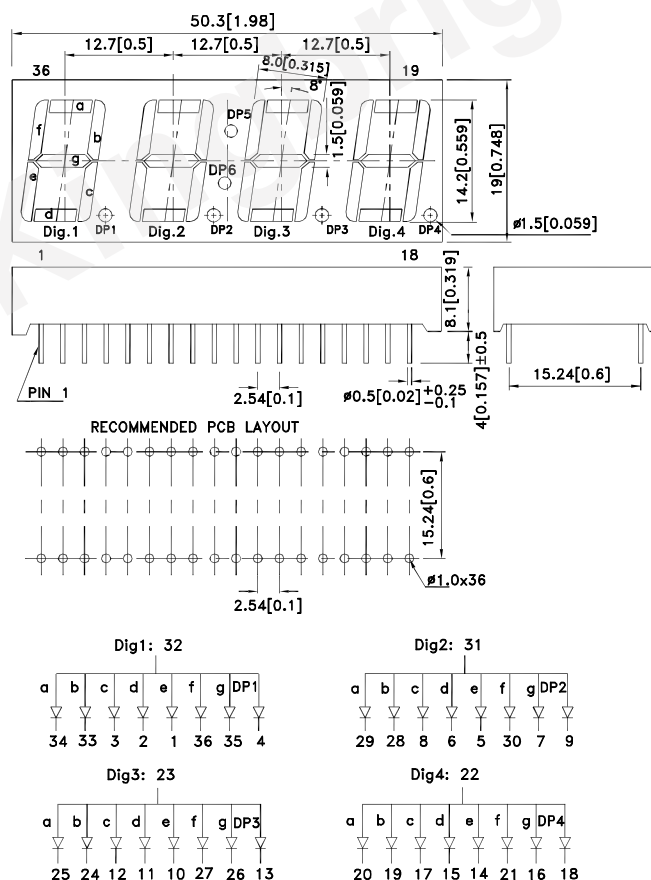 50.3[1.98]
12.7[0.5] 12.7[0.5] 12.7[0.5]
8.0[0.315]
36 19
8°
a
f b
g
e c
d
DP5
DP6
1.5[0.059]
14.2[0.559]
19[0.748]
Dig.1 DP1 Dig.2 DP2 Dig.3 DP3 Dig.4 DP4
ø1.5[0.059]
1 18
8.1[0.319]
PIN 1
2.54[0.1]
ø0.5[0.02]+0.25
-0.1
4[0.157]±0.5
15.24[0.6]
RECOMMENDED PCB LAYOUT
15.24[0.6]
ø1.0x36
2.54[0.1]
Dig1: 32
a b c d e f g DP1
34 33 3 2 1 36 35 4
Dig2: 31
a b c d e f g DP2
29 28 8 6 5 30 7 9
Dig3: 23
a b c d e f g DP3
25 24 12 11 10 27 26 13
Dig4: 22
a b c d e f g DP4
20 19 17 15 14 21 16 18